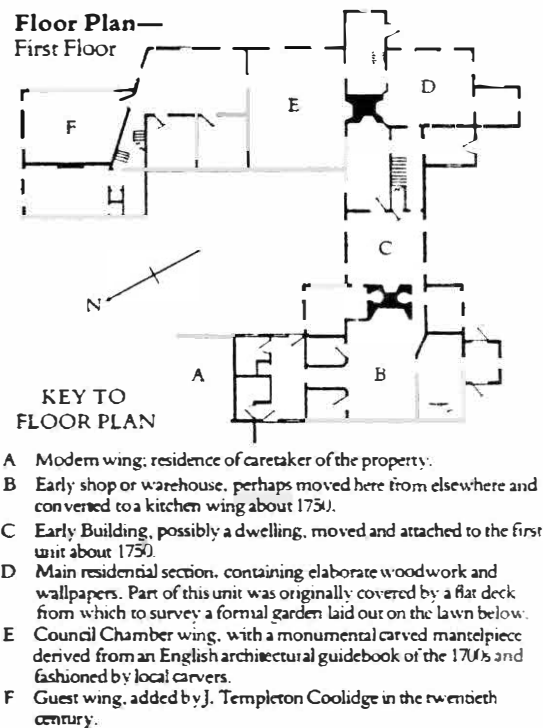 Floor Plan—
First Floor
D
E
F
C
N
A
B
KEY TO
FLOOR PLAN
A Modern wing; residence of caretaker of the property.
B Early shop or warehouse, perhaps moved here from elsewhere and
converted to a kitchen wing about 1750.
C Early Building, possibly a dwelling, moved and attached to the first
unit about 1750.
D Main residential section, containing elaborate woodwork and
wallpapers. Part of this unit was originally covered by a flat deck
from which to survey a formal garden laid out on the lawn below.
E Council Chamber wing, with a monumental carved mantelpiece
derived from an English architectural guidebook of the 1700s and
fashioned by local carvers.
F Guest wing, added by J. Templeton Coolidge in the twentieth
century.